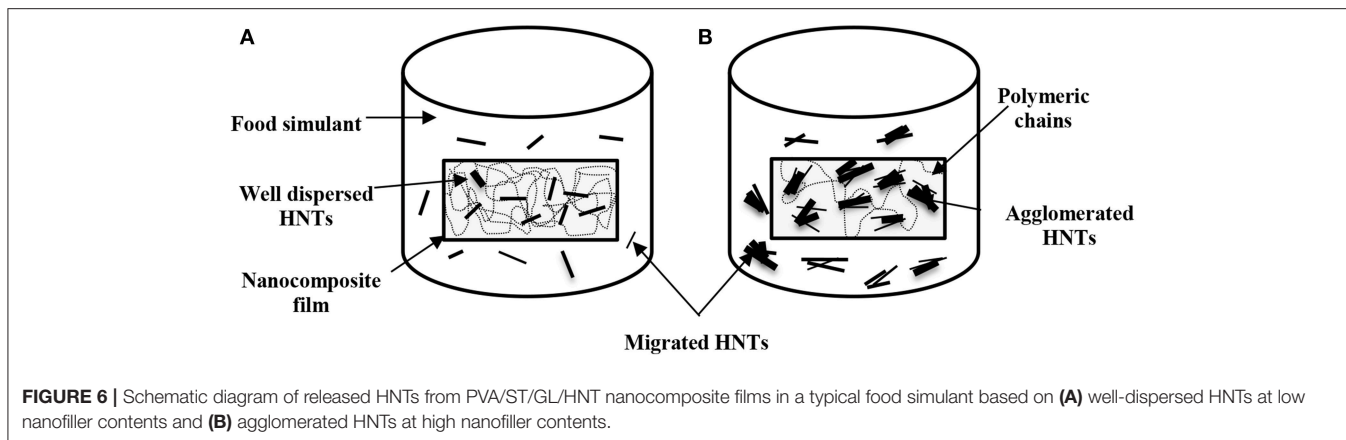 A
B
Food simulant
Well dispersed
HNTs
Nanocomposite
film
Polymeric
chains
Agglomerated
HNTs
Migrated HNTs
FIGURE 6 | Schematic diagram of released HNTs from PVA/ST/GL/HNT nanocomposite films in a typical food simulant based on (A) well-dispersed HNTs at low
nanofiller contents and (B) agglomerated HNTs at high nanofiller contents.